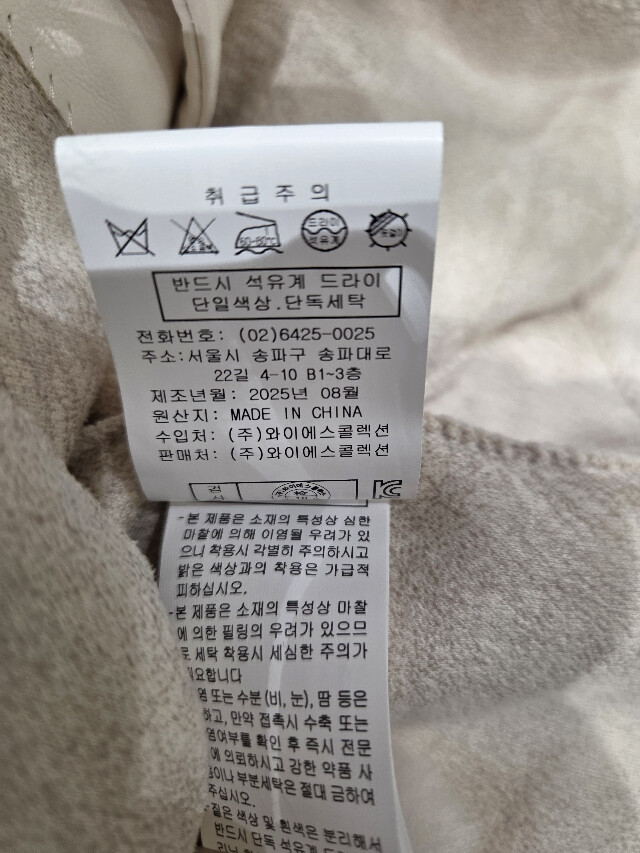 취급주의
60-80℃ 드라이 석유계
반드시 석유계 드라이
단일색상.단독세탁
전화번호: (02)6425-0025
주소:서울시 송파구 송파대로
22길 4-10 B1~3층
제조년월: 2025년 08월
원산지: MADE IN CHINA
수입처: (주)와이에스콜렉션
판매처: (주)와이에스콜렉션
검
-본 제품은 소재의 특성상 심한
마찰에 의해 이염될 우려가 있
으니 착용시 각별히 주의하시고
밝은 색상과의 착용은 가급적
피하십시오.
-본 제품은 소재의 특성상 마찰
에 의한 필링의 우려가 있으므
로 세탁 착용시 세심한 주의가
필요합니다
염 또는 수분(비, 눈), 땀 등은
하고, 만약 접촉시 수축 또는
염여부를 확인 후 즉시 전문
에 의뢰하시고 강한 약품 사
이나 부분세탁은 절대 금하여
주십시오.
짙은 색상 및 흰색은 분리해서
반드시 단독 석유계 드라이